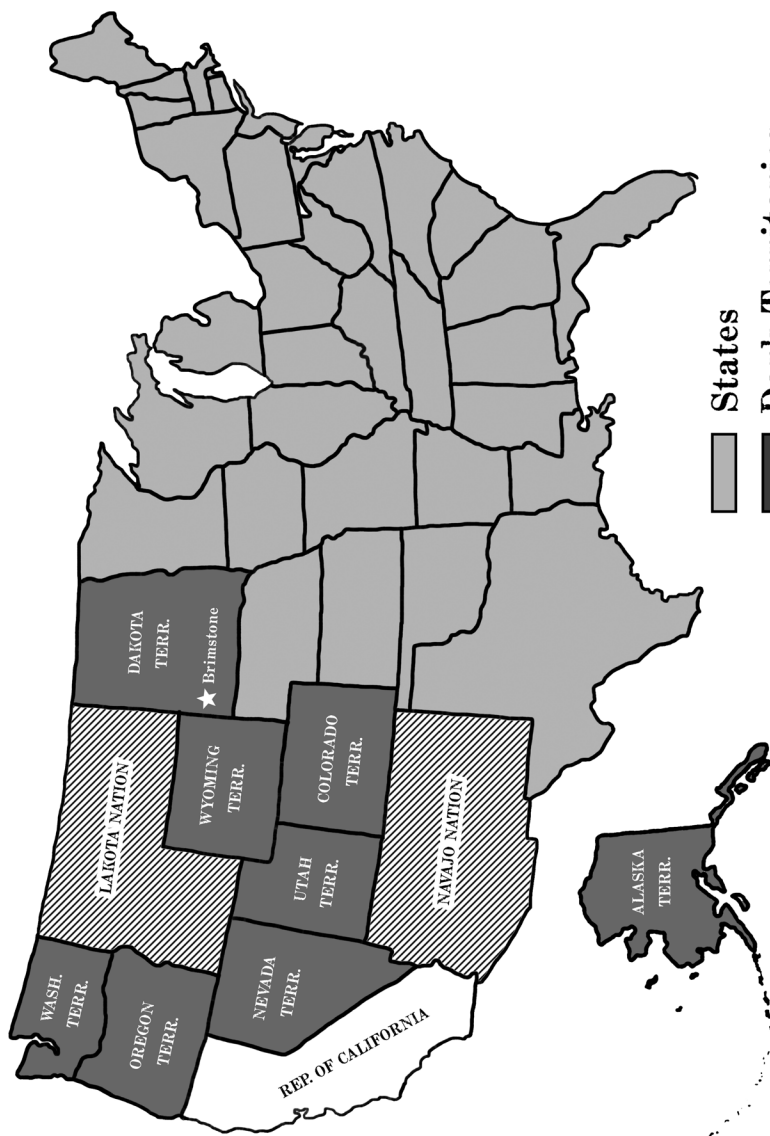 WASH.
TERR.
OREGON
TERR.
LAKOTA NATION
DAKOTA
TERR.
Brimstone
WYOMING
TERR.
NEVADA
TERR.
UTAH
TERR.
COLORADO
TERR.
REP. OF CALIFORNIA
NAVAJO NATION
ALASKA
TERR.
States